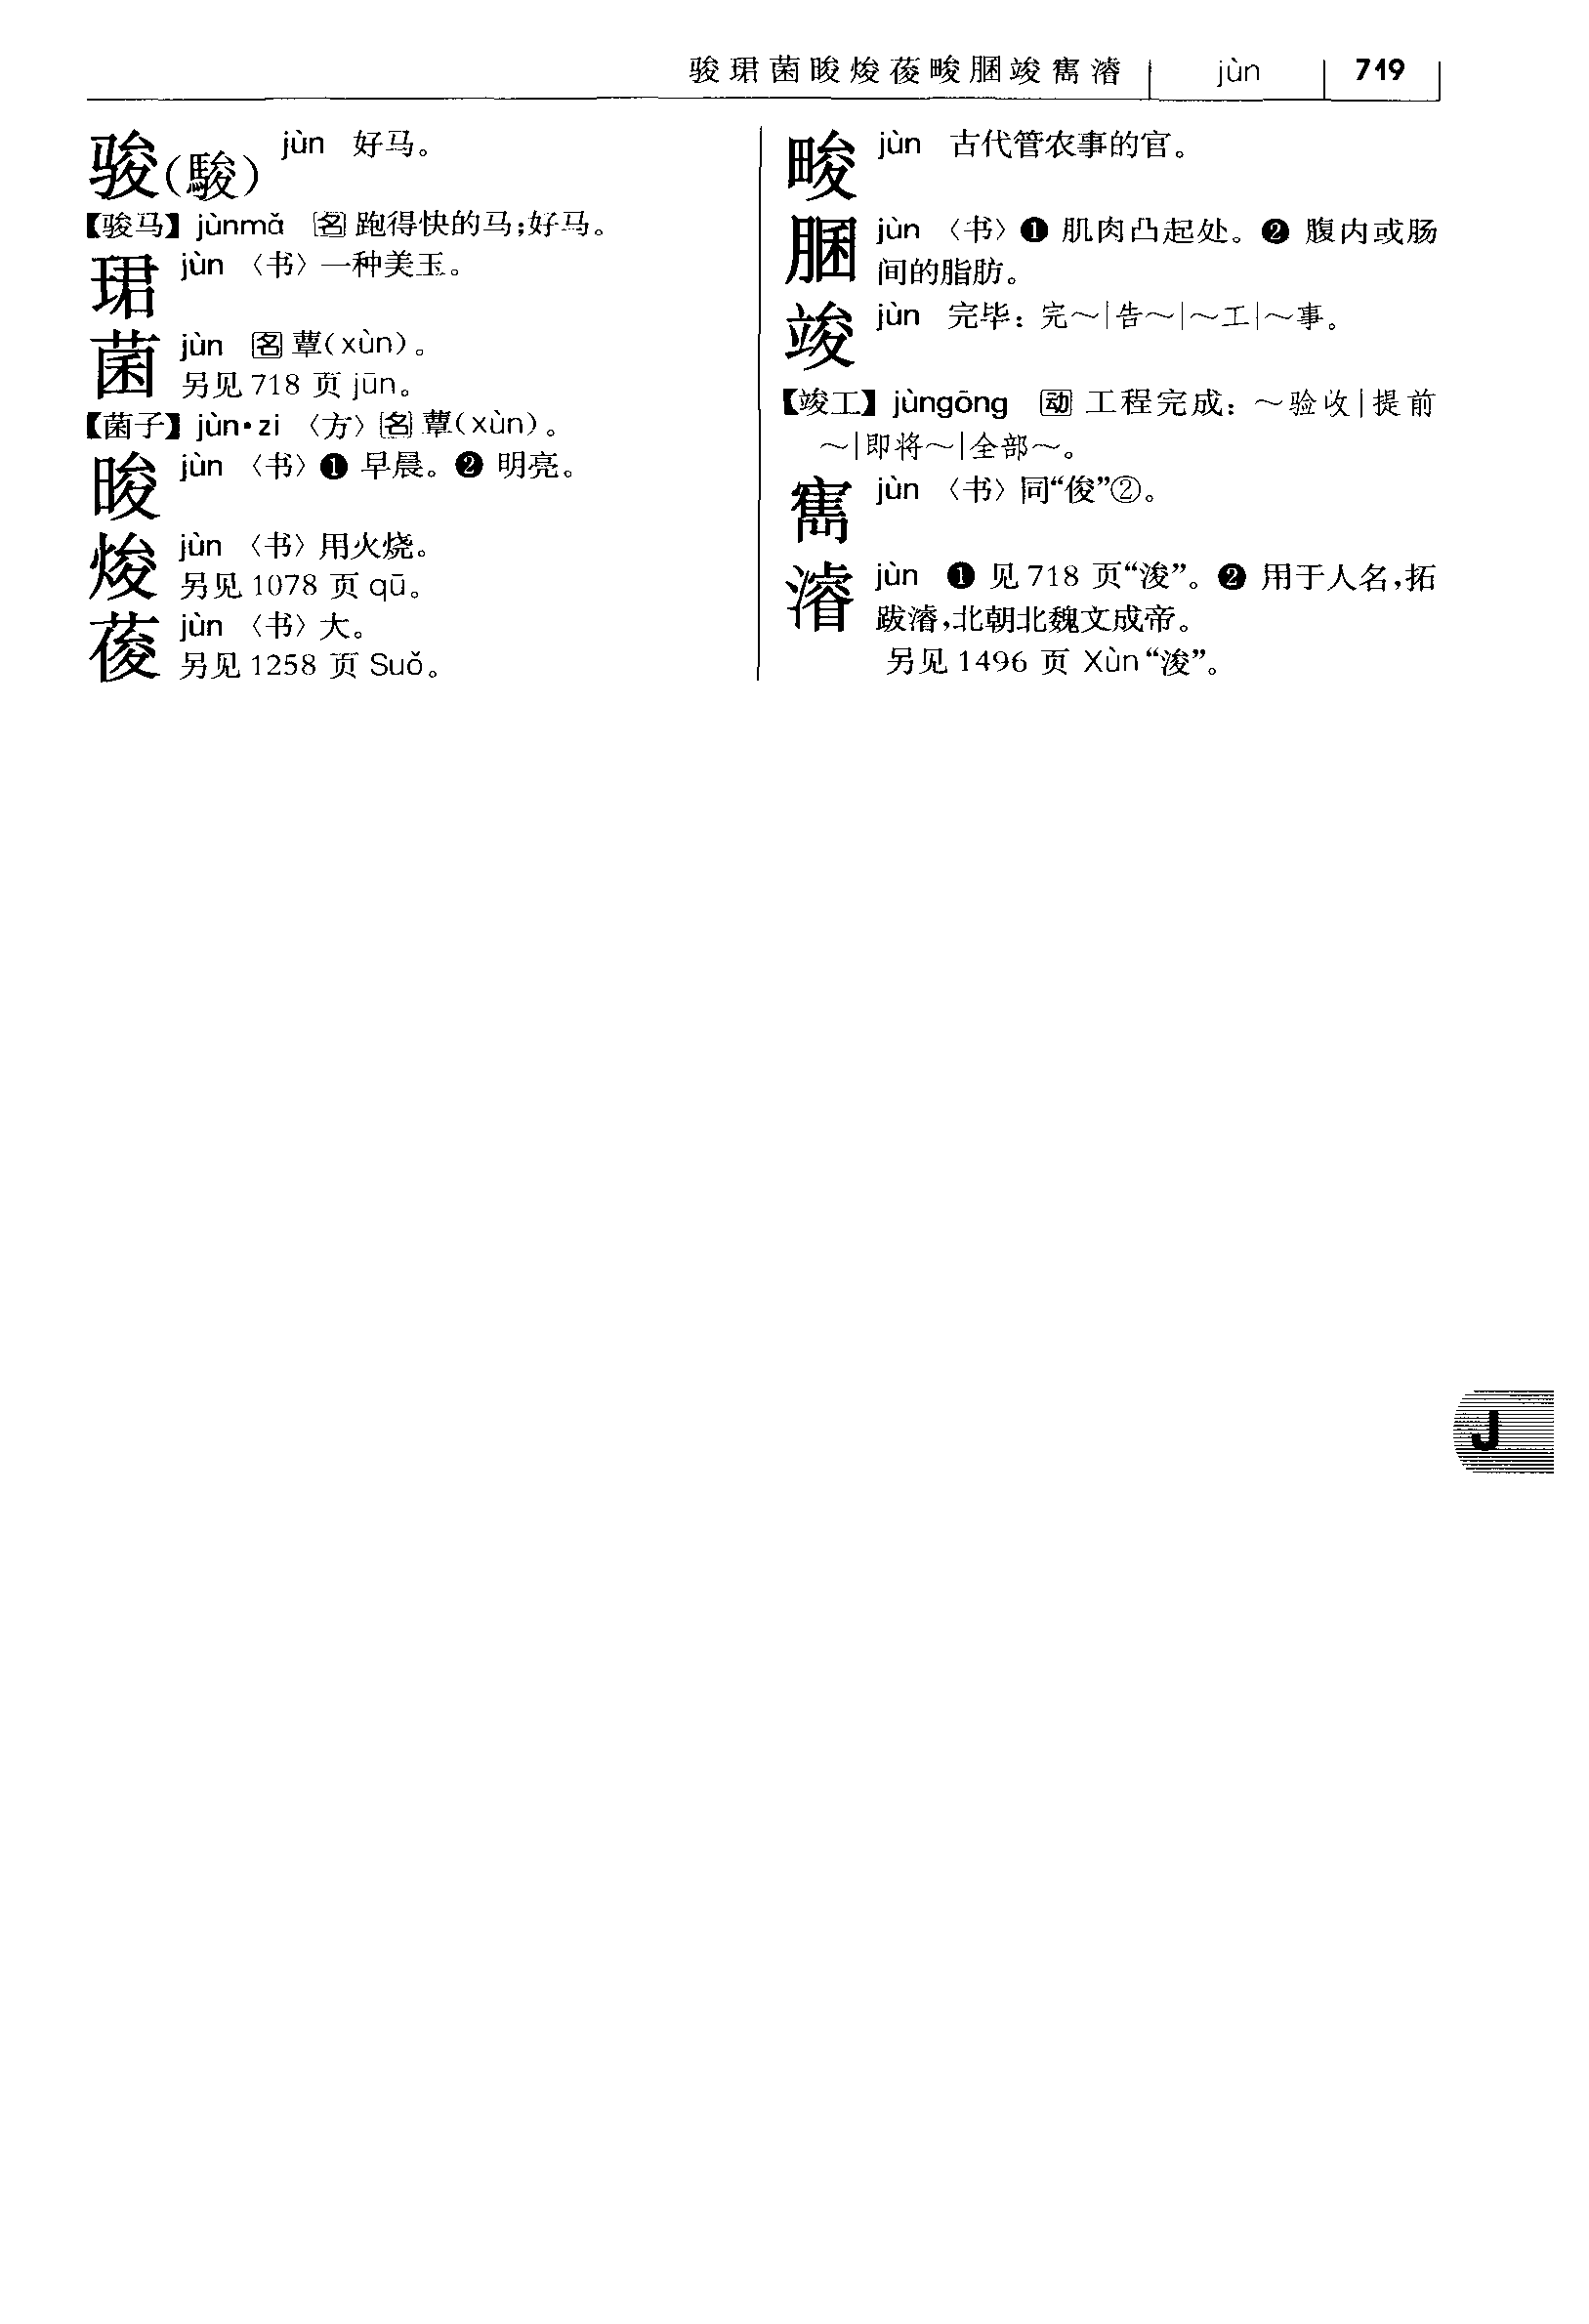 骏珺菌晙焌葰畯䐃竣寯濬 jùn 719
骏(駿) jùn 好马。
【骏马】 jùnmǎ 名 跑得快的马;好马。
珺 jùn 〈书〉一种美玉。
菌 jùn 名 蕈(xùn)。
另见 718 页 jūn。
【菌子】 jùn•zi 〈方〉名 蕈(xùn)。
晙 jùn 〈书〉❶ 早晨。❷ 明亮。
焌 jùn 〈书〉用火烧。
另见 1078 页 qū。
葰 jùn 〈书〉大。
另见 1258 页 Suǒ。
畯 jùn 古代管农事的官。
䐃 jùn 〈书〉❶ 肌肉凸起处。❷ 腹内或肠
间的脂肪。
竣 jùn 完毕: 完～|告～|～工|～事。
【竣工】 jùngōng 动 工程完成: ～验收|提前
～|即将～|全部～。
寯 jùn 〈书〉同“俊”②。
濬 jùn ❶ 见 718 页“浚”。❷ 用于人名,拓
跋濬,北朝北魏文成帝。
另见 1496 页 Xùn“浚”。
J